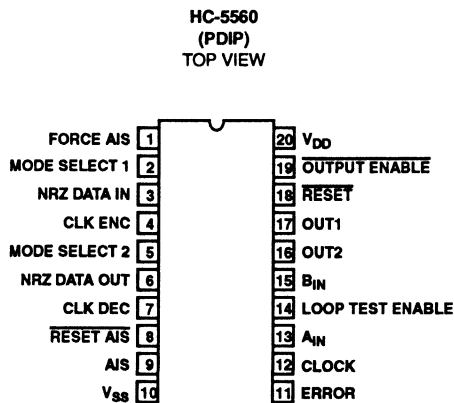 HC-5560
(PDIP)
TOP VIEW
FORCE AIS 1
MODE SELECT 1 2
NRZ DATA IN 3
CLK ENC 4
MODE SELECT 2 5
NRZ DATA OUT 6
CLK DEC 7
RESET AIS 8
AIS 9
VSS 10
20 VDD
19 OUTPUT ENABLE
18 RESET
17 OUT1
16 OUT2
15 BIN
14 LOOP TEST ENABLE
13 AIN
12 CLOCK
11 ERROR